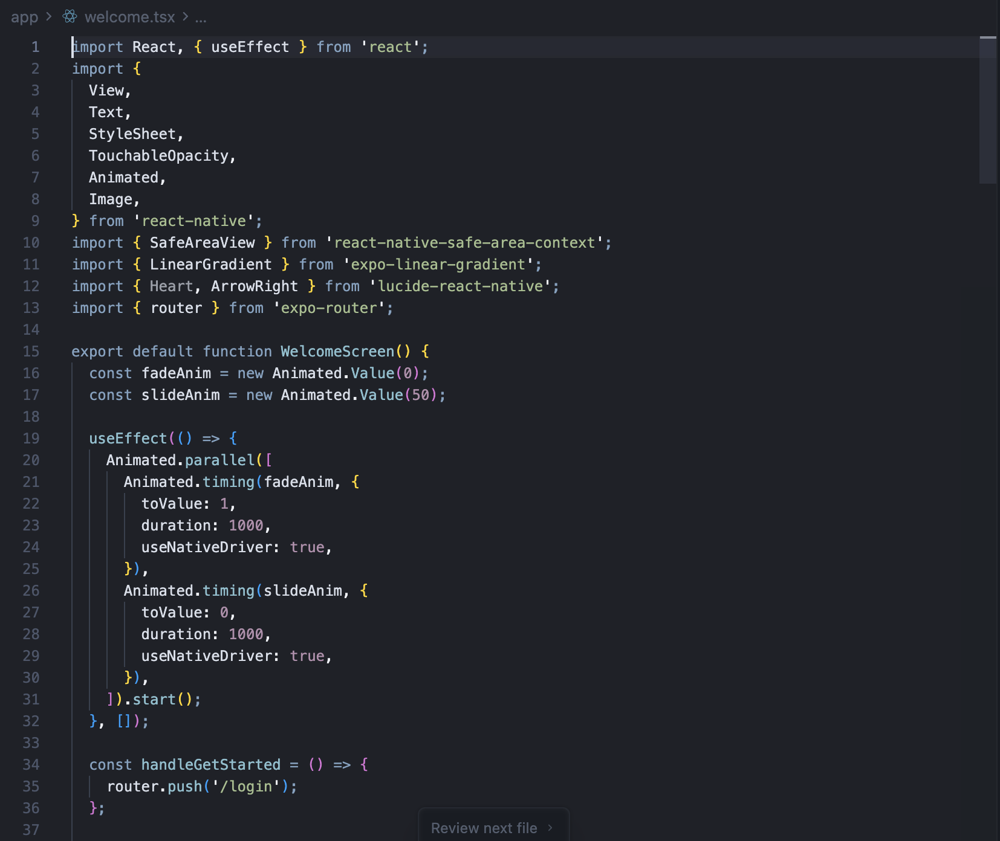 app > welcome.tsx > ...
1 import React, { useEffect } from 'react';
2 import {
3   View,
4   Text,
5   StyleSheet,
6   TouchableOpacity,
7   Animated,
8   Image,
9 } from 'react-native';
10 import { SafeAreaView } from 'react-native-safe-area-context';
11 import { LinearGradient } from 'expo-linear-gradient';
12 import { Heart, ArrowRight } from 'lucide-react-native';
13 import { router } from 'expo-router';
14
15 export default function WelcomeScreen() {
16   const fadeAnim = new Animated.Value(0);
17   const slideAnim = new Animated.Value(50);
18
19   useEffect(() => {
20     Animated.parallel([
21       Animated.timing(fadeAnim, {
22         toValue: 1,
23         duration: 1000,
24         useNativeDriver: true,
25       }),
26       Animated.timing(slideAnim, {
27         toValue: 0,
28         duration: 1000,
29         useNativeDriver: true,
30       }),
31     ]).start();
32   }, []);
33
34   const handleGetStarted = () => {
35     router.push('/login');
36   };
37
Review next file >